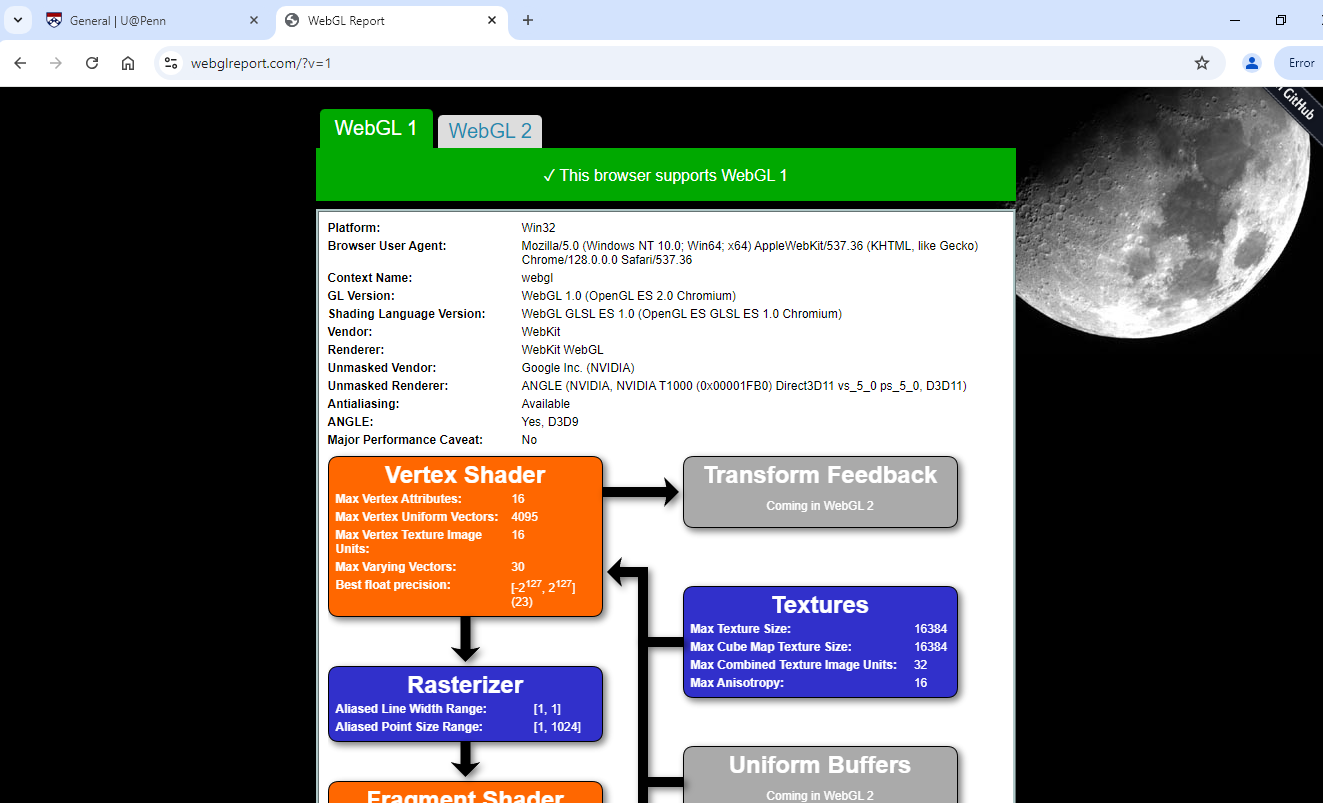 General | U@Penn
WebGL Report
webglreport.com/?v=1
Error
GitHub
WebGL 1
WebGL 2
✓ This browser supports WebGL 1
Platform: Win32
Browser User Agent: Mozilla/5.0 (Windows NT 10.0; Win64; x64) AppleWebKit/537.36 (KHTML, like Gecko)
Chrome/128.0.0.0 Safari/537.36
Context Name: webgl
GL Version: WebGL 1.0 (OpenGL ES 2.0 Chromium)
Shading Language Version: WebGL GLSL ES 1.0 (OpenGL ES GLSL ES 1.0 Chromium)
Vendor: WebKit
Renderer: WebKit WebGL
Unmasked Vendor: Google Inc. (NVIDIA)
Unmasked Renderer: ANGLE (NVIDIA, NVIDIA T1000 (0x00001FB0) Direct3D11 vs_5_0 ps_5_0, D3D11)
Antialiasing: Available
ANGLE: Yes, D3D9
Major Performance Caveat: No
Vertex Shader
Max Vertex Attributes: 16
Max Vertex Uniform Vectors: 4095
Max Vertex Texture Image 16
Units:
Max Varying Vectors: 30
Best float precision: [-2^127, 2^127]
(23)
Transform Feedback
Coming in WebGL 2
Textures
Max Texture Size: 16384
Max Cube Map Texture Size: 16384
Max Combined Texture Image Units: 32
Max Anisotropy: 16
Rasterizer
Aliased Line Width Range: [1, 1]
Aliased Point Size Range: [1, 1024]
Uniform Buffers
Coming in WebGL 2
Fragment Shader